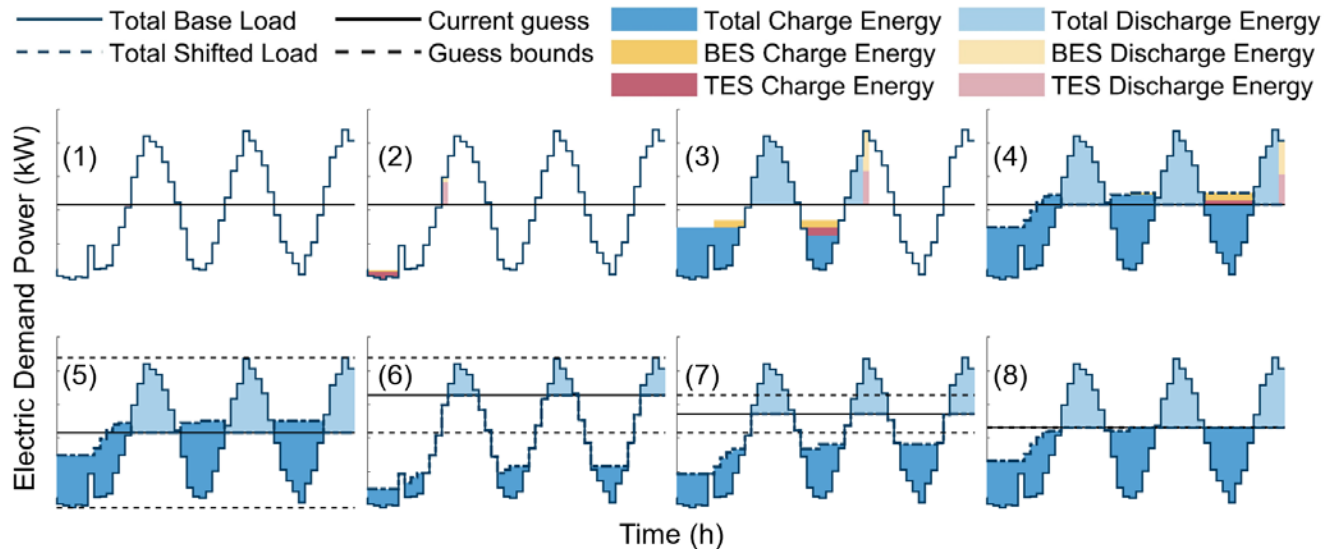 Total Base Load Current guess Total Charge Energy Total Discharge Energy
Total Shifted Load Guess bounds BES Charge Energy BES Discharge Energy
TES Charge Energy TES Discharge Energy
Electric Demand Power (kW)
(1) (2) (3) (4)
(5) (6) (7) (8)
Time (h)